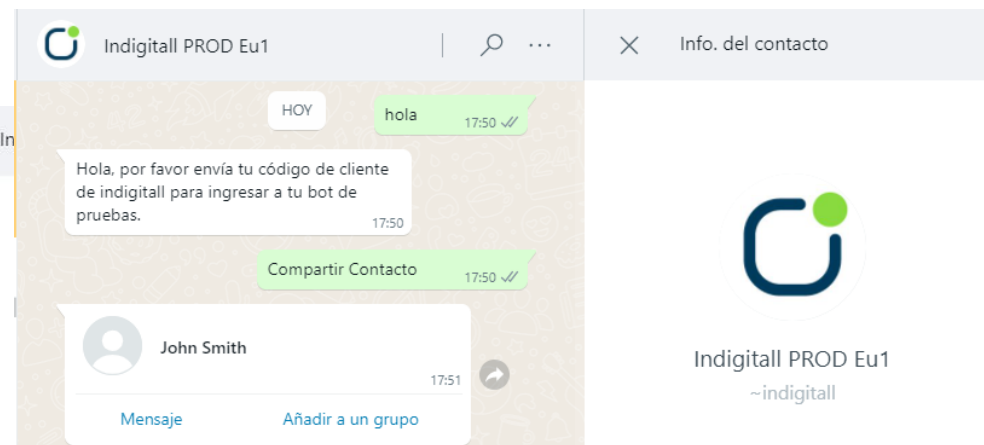 Indigitall PROD Eu1
Info. del contacto
HOY
hola
17:50
In
Hola, por favor envía tu código de cliente
de indigitall para ingresar a tu bot de
pruebas.
17:50
Compartir Contacto
17:50
John Smith
17:51
Mensaje
Añadir a un grupo
Indigitall PROD Eu1
~indigitall